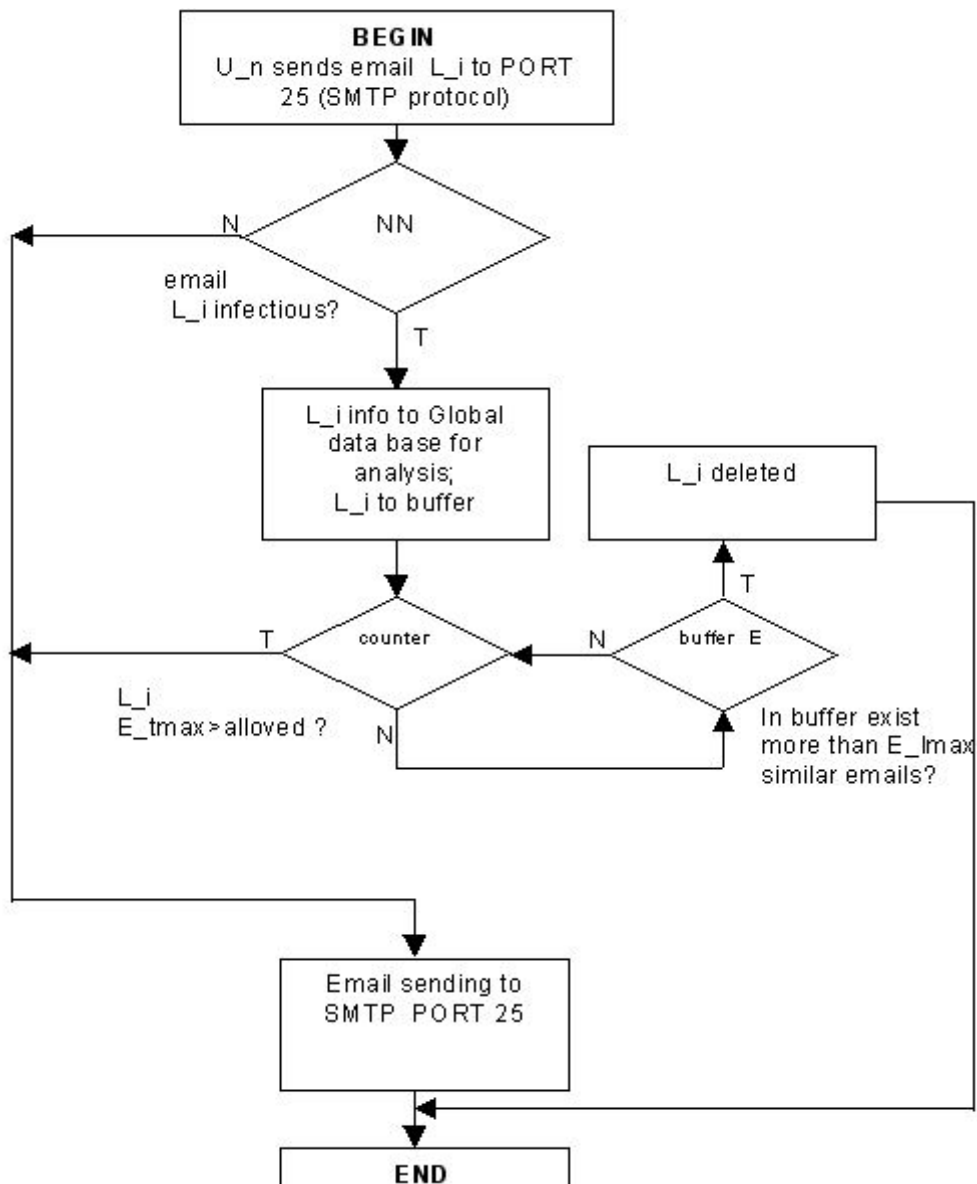 BEGIN
U_n sends email L_i to PORT
25 (SMTP protocol)
N
NN
email
L_i infectious?
T
L_i info to Global
data base for
analysis;
L_i to buffer
L_i deleted
T
T
counter
N
buffer E
L_i
E_tmax>alloved ?
N
In buffer exist
more than E_lmax
similar emails?
Email sending to
SMTP PORT 25
END